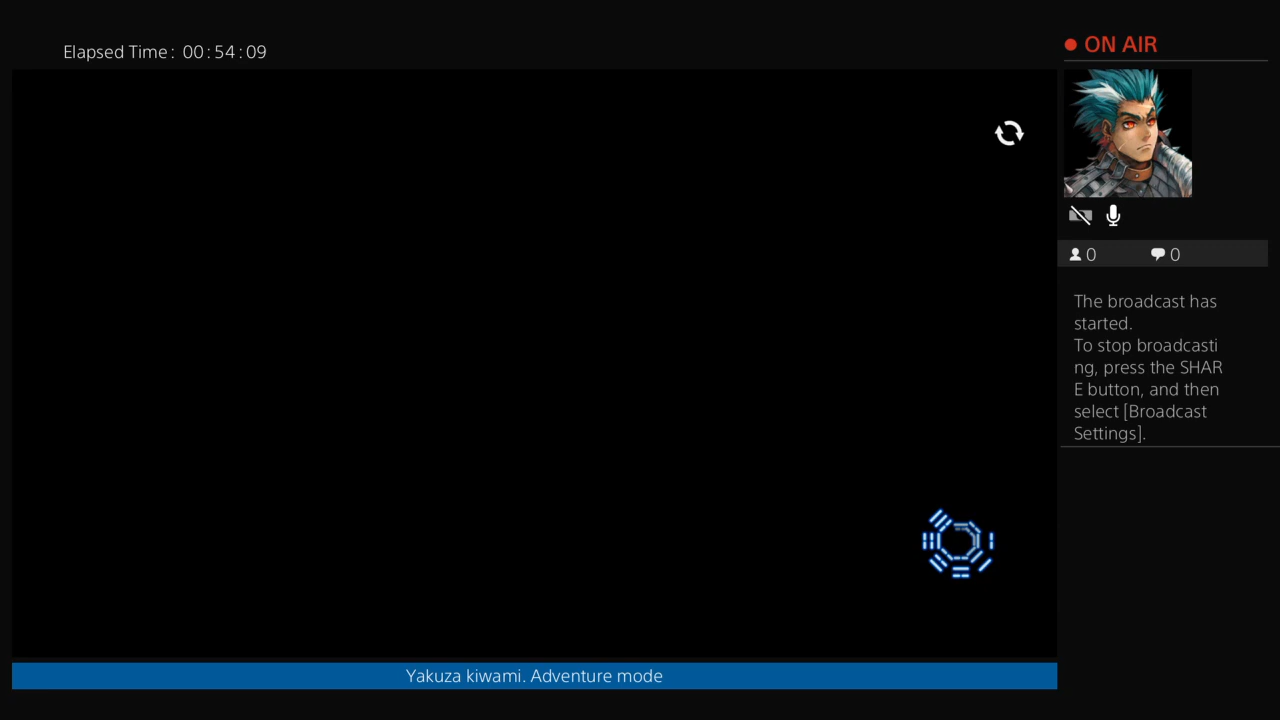 Elapsed Time: 00:54:09
ON AIR
0 0
The broadcast has
started.
To stop broadcasti
ng, press the SHAR
E button, and then
select [Broadcast
Settings].
Yakuza kiwami. Adventure mode